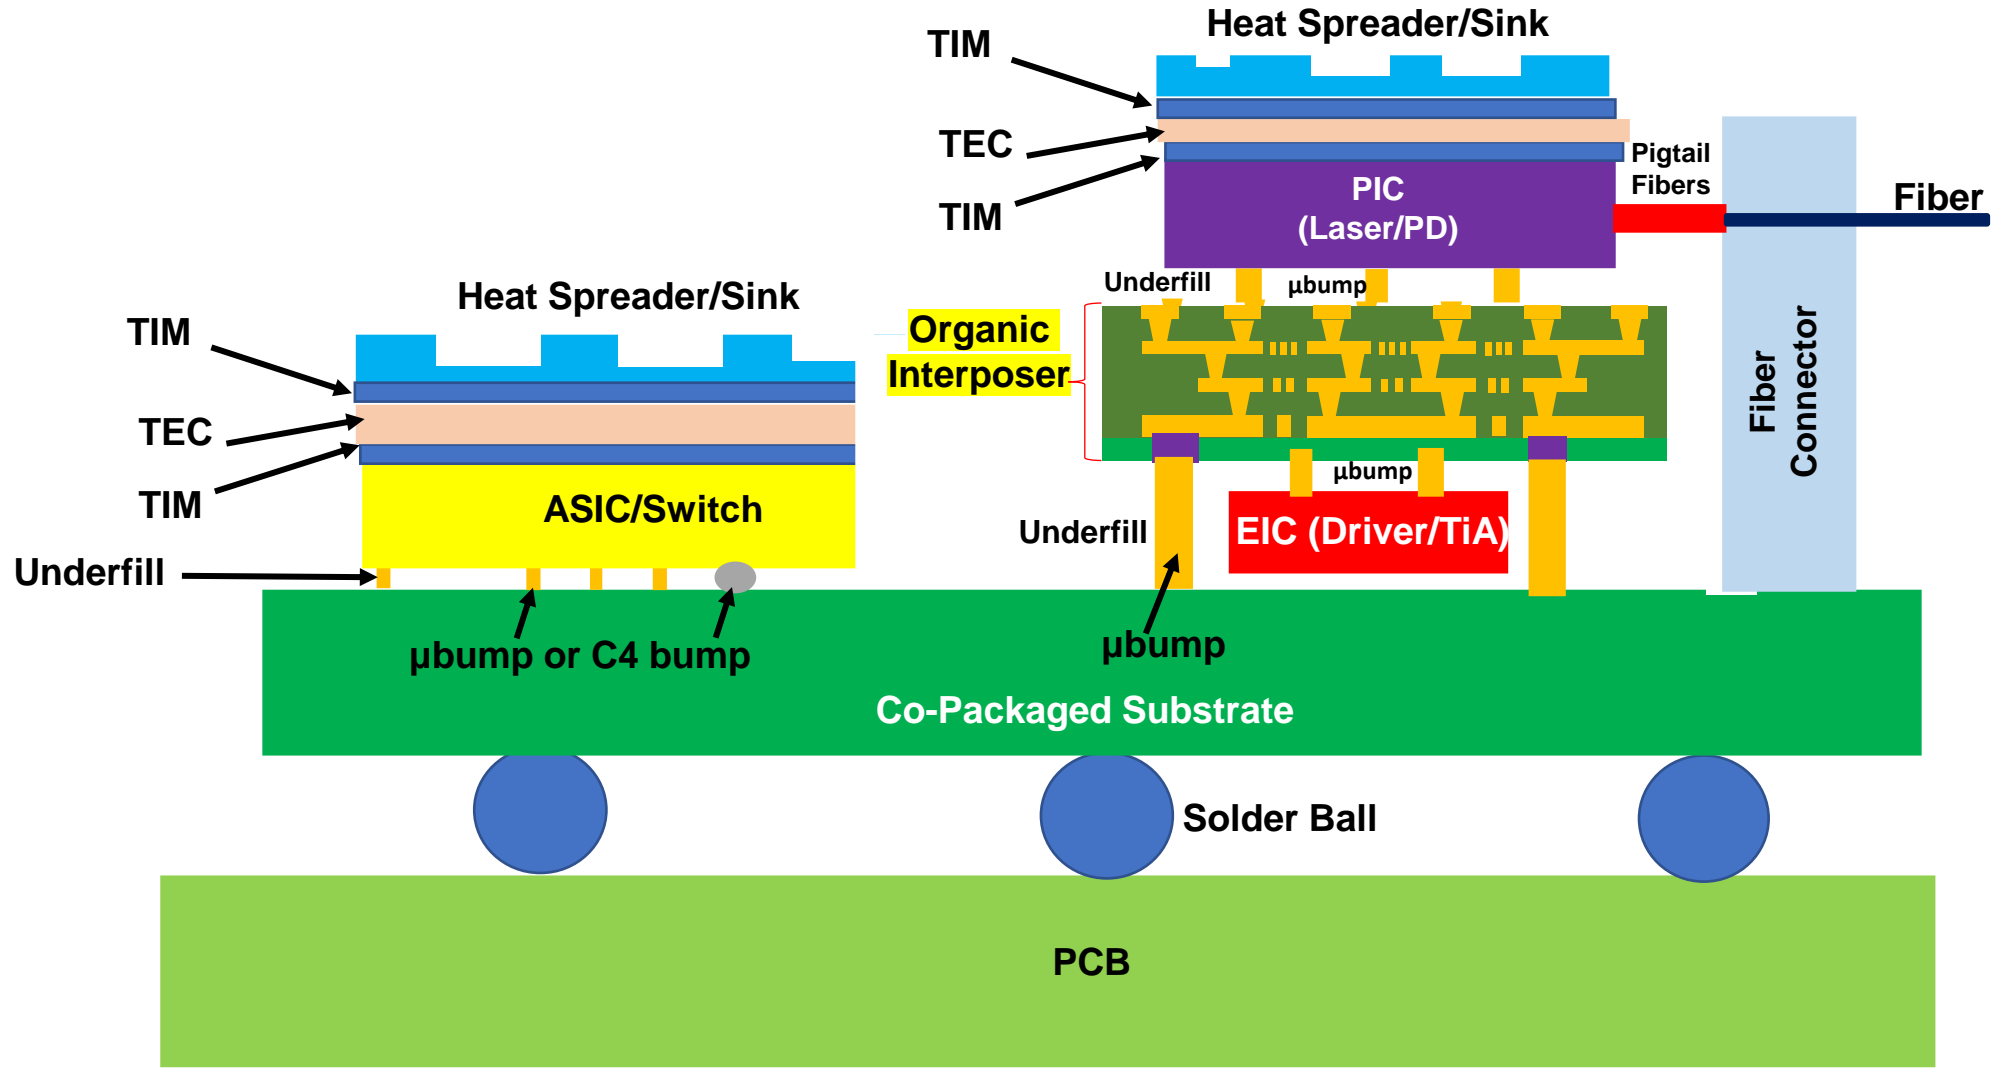 Heat Spreader/Sink
TIM
TEC
TIM
PIC
(Laser/PD)
Pigtail
Fibers
Fiber
Underfill
µbump
Heat Spreader/Sink
TIM
TEC
TIM
Organic
Interposer
Fiber
Connector
ASIC/Switch
µbump
Underfill
EIC (Driver/TiA)
Underfill
µbump or C4 bump
µbump
Co-Packaged Substrate
Solder Ball
PCB